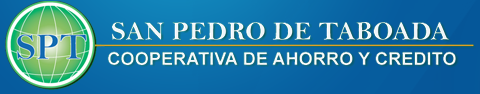 SPT
SAN PEDRO DE TABOADA
COOPERATIVA DE AHORRO Y CREDITO